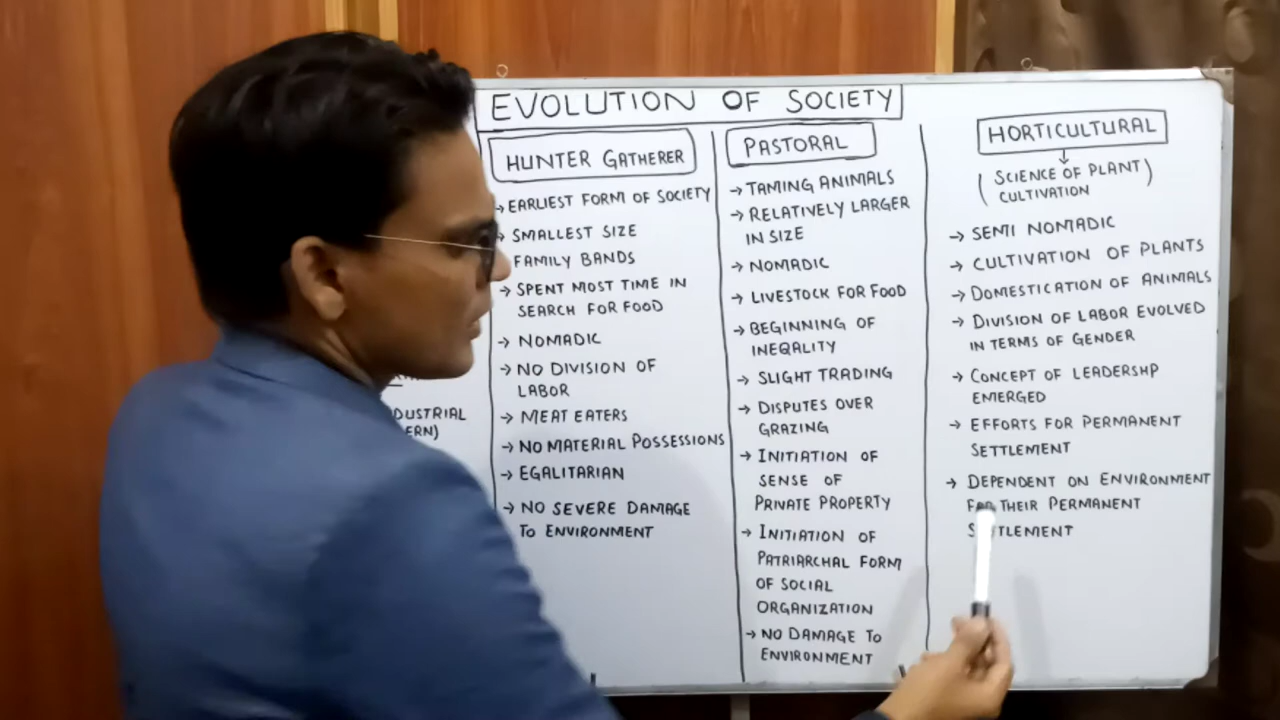 EVOLUTION OF SOCIETY
DUSTRIAL
ERN)
HUNTER GATHERER
→ EARLIEST FORM OF SOCIETY
→ SMALLEST SIZE
FAMILY BANDS
→ SPENT MOST TIME IN
SEARCH FOR FOOD
→ NOMADIC
→ NO DIVISION OF
LABOR
→ MEAT EATERS
→ NO MATERIAL POSSESSIONS
→ EGALITARIAN
→ NO SEVERE DAMAGE
TO ENVIRONMENT
PASTORAL
→ TAMING ANIMALS
→ RELATIVELY LARGER
IN SIZE
→ NOMADIC
→ LIVESTOCK FOR FOOD
→ BEGINNING OF
INEQALITY
→ SLIGHT TRADING
→ DISPUTES OVER
GRAZING
→ INITIATION OF
SENSE OF
PRIVATE PROPERTY
→ INITIATION OF
PATRIARCHAL FORM
OF SOCIAL
ORGANIZATION
→ NO DAMAGE TO
ENVIRONMENT
HORTICULTURAL
↓
( SCIENCE OF PLANT )
CULTIVATION
→ SEMI NOMADIC
→ CULTIVATION OF PLANTS
→ DOMESTICATION OF ANIMALS
→ DIVISION OF LABOR EVOLVED
IN TERMS OF GENDER
→ CONCEPT OF LEADERSHP
EMERGED
→ EFFORTS FOR PERMANENT
SETTLEMENT
→ DEPENDENT ON ENVIRONMENT
FOR THEIR PERMANENT
SETTLEMENT